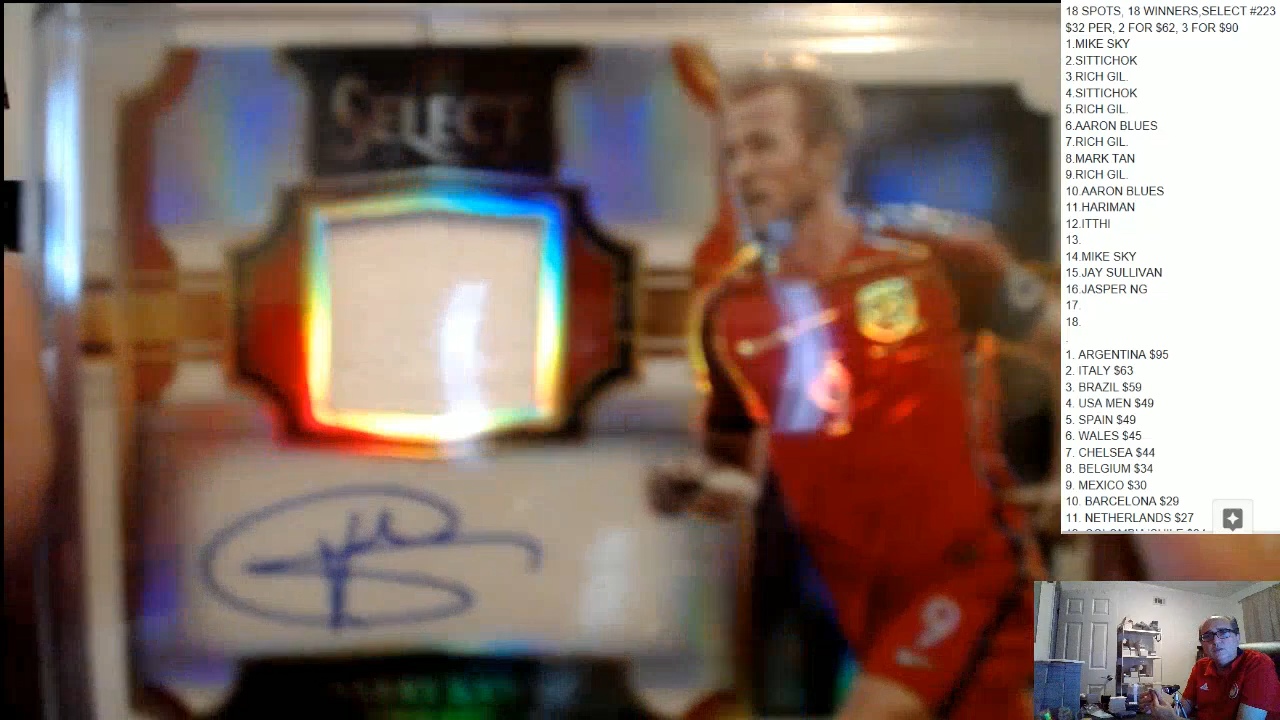 SELECT
9
9
18 SPOTS, 18 WINNERS,SELECT #223
$32 PER, 2 FOR $62, 3 FOR $90
1.MIKE SKY
2.SITTICHOK
3.RICH GIL.
4.SITTICHOK
5.RICH GIL.
6.AARON BLUES
7.RICH GIL.
8.MARK TAN
9.RICH GIL.
10.AARON BLUES
11 HARIMAN
12.ITTHI
13.
14.MIKE SKY
15.JAY SULLIVAN
16.JASPER NG
17.
18.
.
1. ARGENTINA $95
2. ITALY $63
3. BRAZIL $59
4. USA MEN $49
5. SPAIN $49
6. WALES $45
7. CHELSEA $44
8. BELGIUM $34
9. MEXICO $30
10. BARCELONA $29
11. NETHERLANDS $27